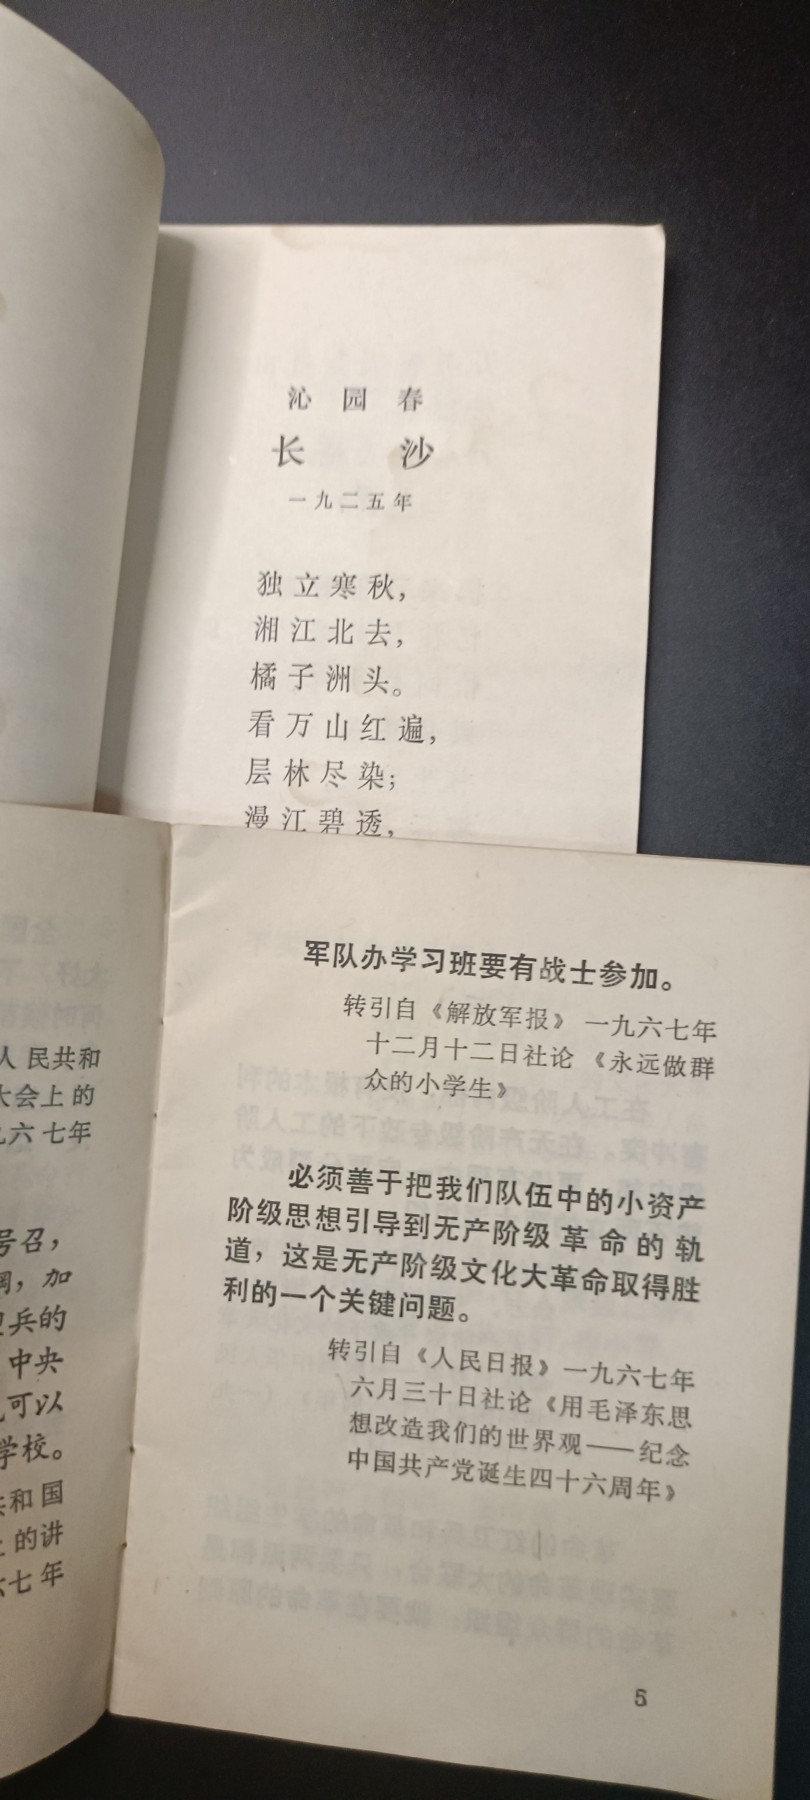 沁园春
长沙
一九二五年
独立寒秋，
湘江北去，
橘子洲头。
看万山红遍，
层林尽染；
漫江碧透，
人民共和
大会上的
九六七年
号召，
纲，加
卫兵的
中央
也可以
学校。
共和国
上的讲
六七年
军队办学习班要有战士参加。
转引自《解放军报》一九六七年
十二月十二日社论《永远做群
众的小学生》
必须善于把我们队伍中的小资产
阶级思想引导到无产阶级革命的轨
道，这是无产阶级文化大革命取得胜
利的一个关键问题。
转引自《人民日报》一九六七年
六月三十日社论《用毛泽东思
想改造我们的世界观——纪念
中国共产党诞生四十六周年》
5